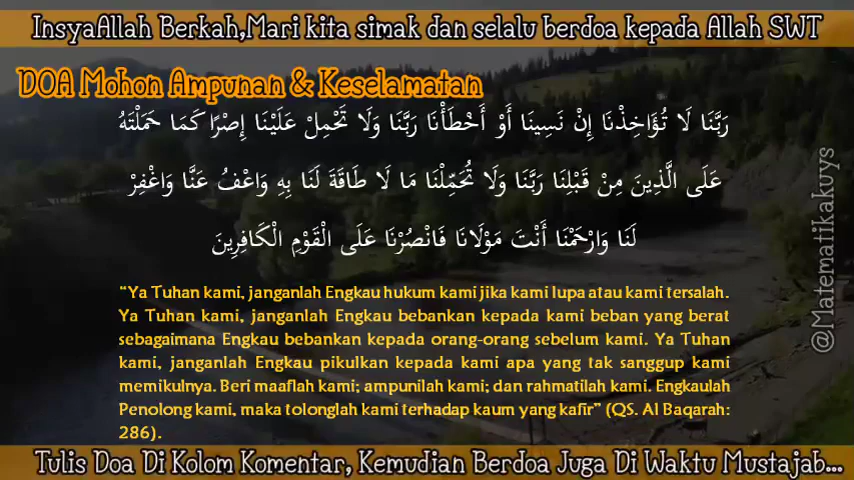 InsyaAllah Berkah,Mari kita simak dan selalu berdoa kepada Allah SWT
DOA Mohon Ampunan & Keselamatan
رَبَّنَا لَا تُؤَاخِذْنَا إِنْ نَسِينَا أَوْ أَخْطَأْنَا رَبَّنَا وَلَا تَحْمِلْ عَلَيْنَا إِصْرًا كَمَا حَمَلْتَهُ
عَلَى الَّذِينَ مِنْ قَبْلِنَا رَبَّنَا وَلَا تُحَمِّلْنَا مَا لَا طَاقَةَ لَنَا بِهِ وَاعْفُ عَنَّا وَاغْفِرْ
لَنَا وَارْحَمْنَا أَنْتَ مَوْلَانَا فَانْصُرْنَا عَلَى الْقَوْمِ الْكَافِرِينَ
“Ya Tuhan kami, janganlah Engkau hukum kami jika kami lupa atau kami tersalah.
Ya Tuhan kami, janganlah Engkau bebankan kepada kami beban yang berat
sebagaimana Engkau bebankan kepada orang-orang sebelum kami. Ya Tuhan
kami, janganlah Engkau pikulkan kepada kami apa yang tak sanggup kami
memikulnya. Beri maaflah kami; ampunilah kami; dan rahmatilah kami. Engkaulah
Penolong kami, maka tolonglah kami terhadap kaum yang kafir” (QS. Al Baqarah:
286).
@Matematikakuys
Tulis Doa Di Kolom Komentar, Kemudian Berdoa Juga Di Waktu Mustajab...